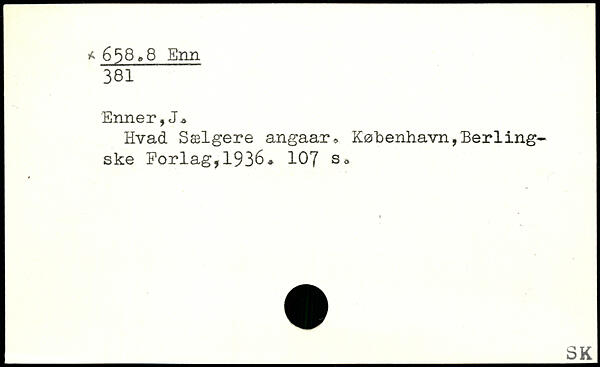 × 658.8 Enn
381
Enner,J.
Hvad Sælgere angaar. København,Berling-
ske Forlag,1936. 107 s.
SK